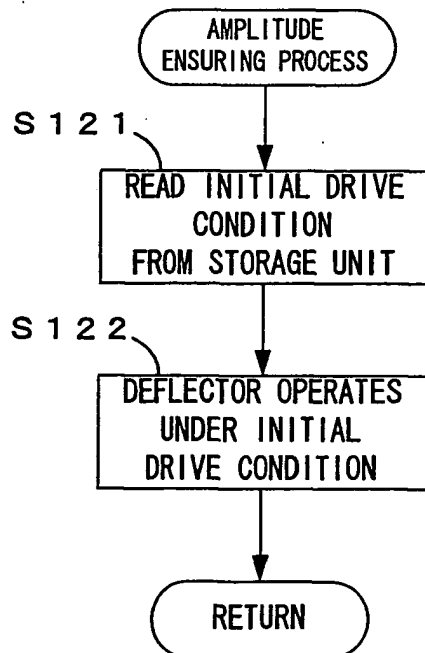 AMPLITUDE
ENSURING PROCESS
S121
READ INITIAL DRIVE
CONDITION
FROM STORAGE UNIT
S122
DEFLECTOR OPERATES
UNDER INITIAL
DRIVE CONDITION
RETURN